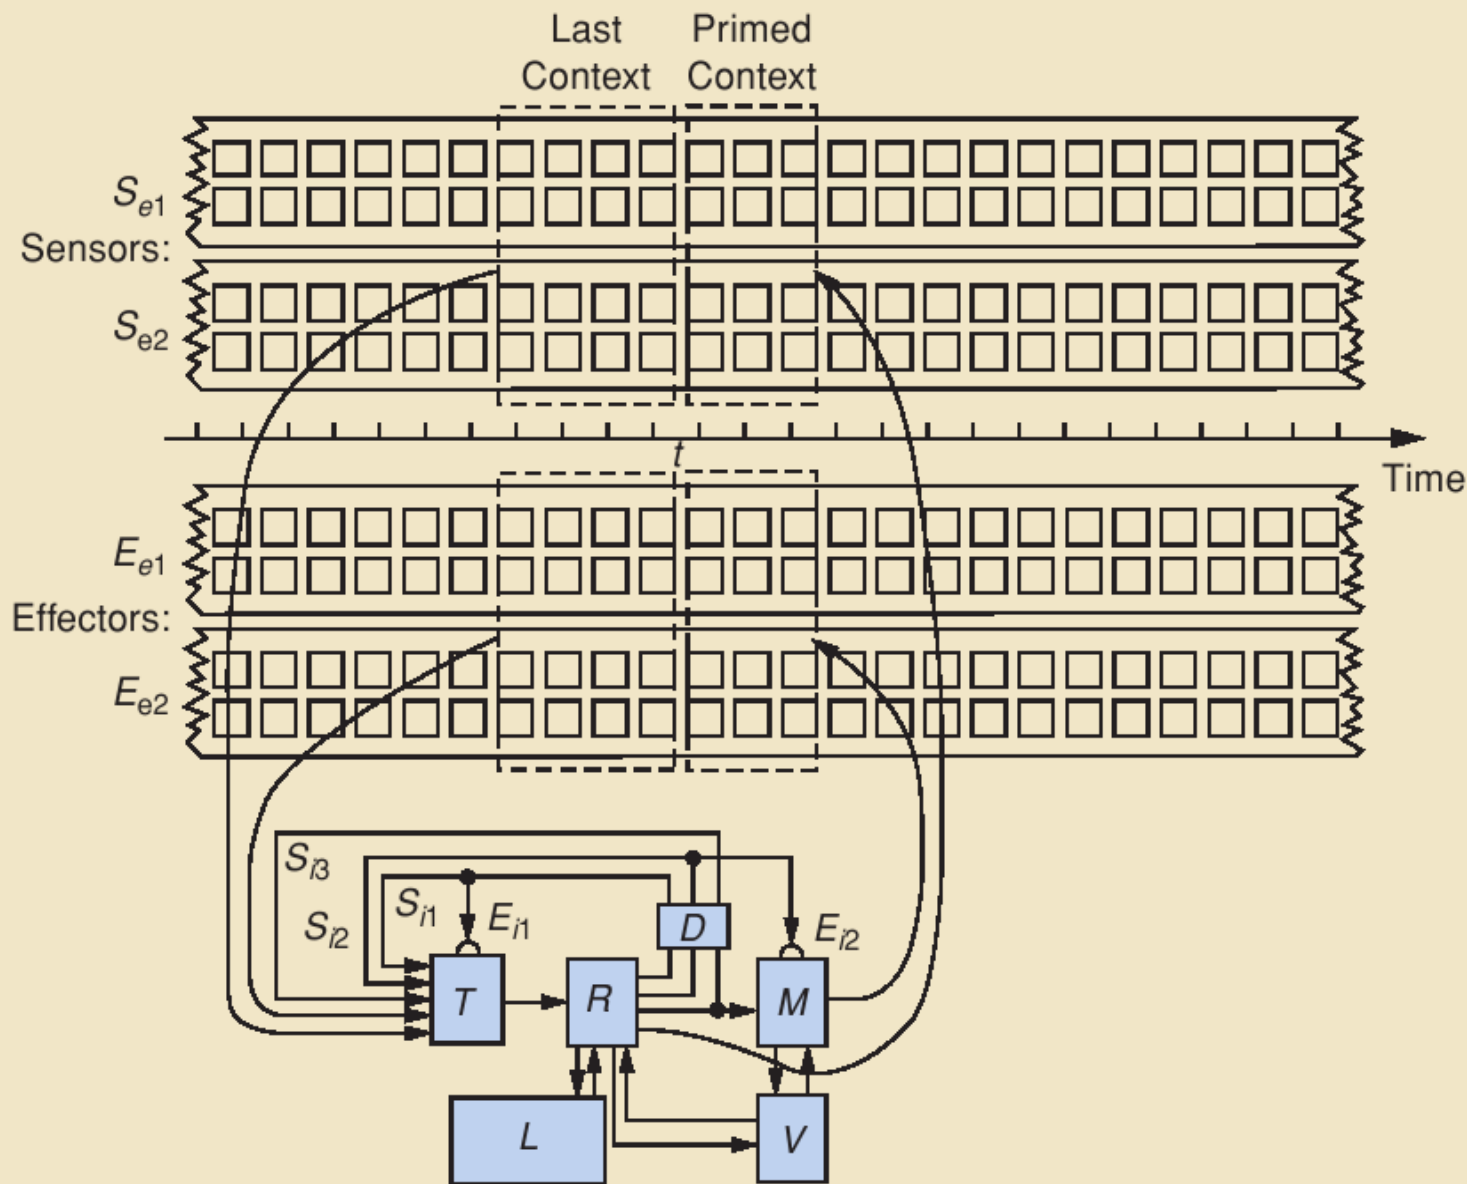 Last
Context
Primed
Context
Se1
Sensors:
Se2
t
Time
Ee1
Effectors:
Ee2
Si3
Si1
Ei1
Si2
D
Ei2
T
R
M
L
V